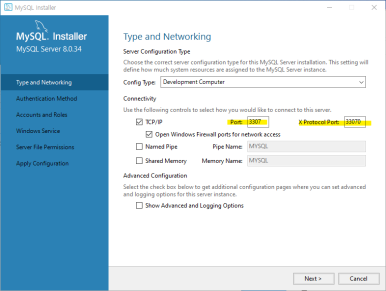 MySQL Installer
MySQL Installer
MySQL Server 8.0.34
Type and Networking
Authentication Method
Accounts and Roles
Windows Service
Server File Permissions
Apply Configuration
Type and Networking
Server Configuration Type
Choose the correct server configuration type for this MySQL Server installation. This setting will
define how much system resources are assigned to the MySQL Server instance.
Config Type: Development Computer
Connectivity
Use the following controls to select how you would like to connect to this server.
TCP/IP Port: 3307 X Protocol Port: 33070
Open Windows Firewall ports for network access
Named Pipe Pipe Name: MYSQL
Shared Memory Memory Name: MYSQL
Advanced Configuration
Select the check box below to get additional configuration pages where you can set advanced
and logging options for this server instance.
Show Advanced and Logging Options
Next >
Cancel